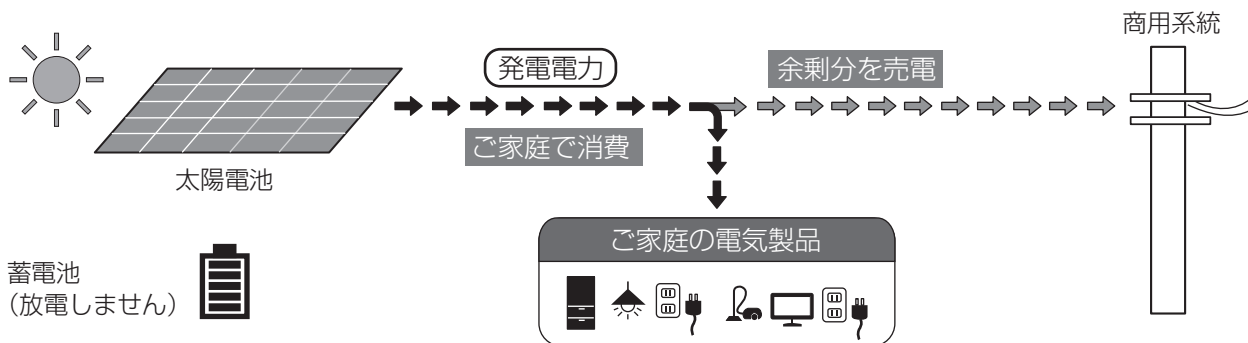 商用系統
発電電力
余剰分を売電
ご家庭で消費
太陽電池
ご家庭の電気製品
蓄電池
（放電しません）